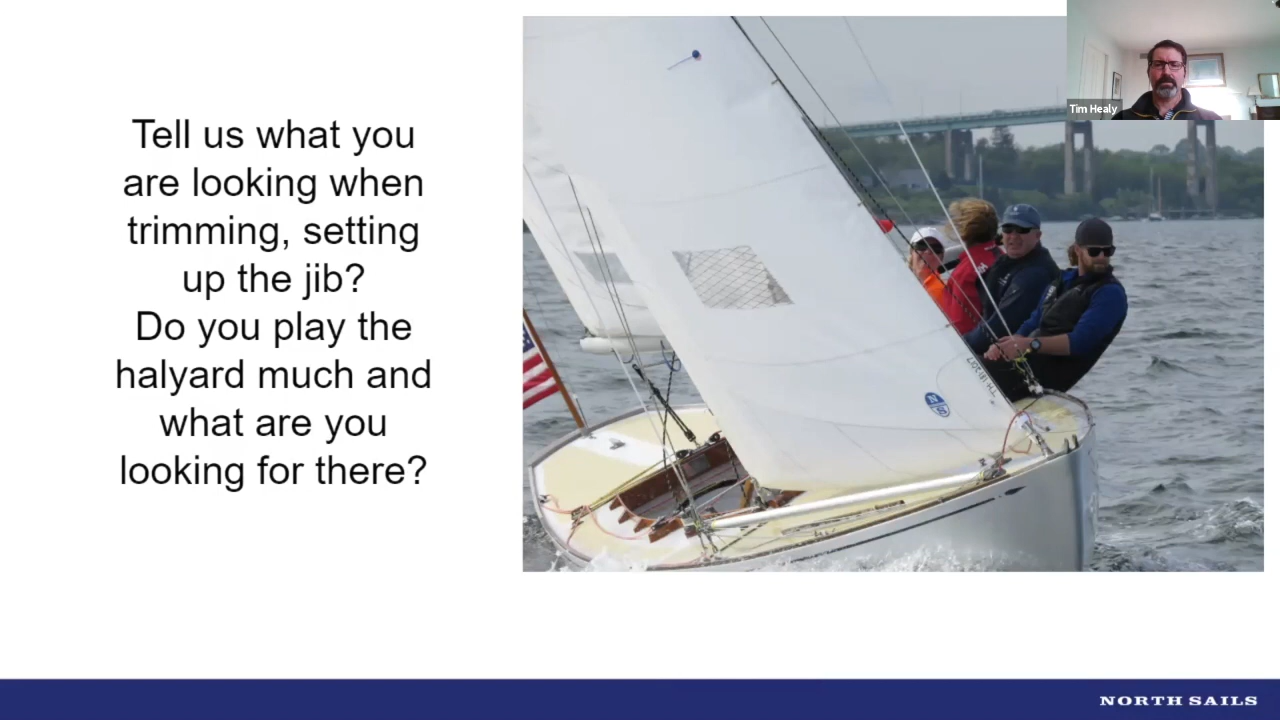 Tell us what you
are looking when
trimming, setting
up the jib?
Do you play the
halyard much and
what are you
looking for there?
Tim Healy
N
S
NORTH SAILS